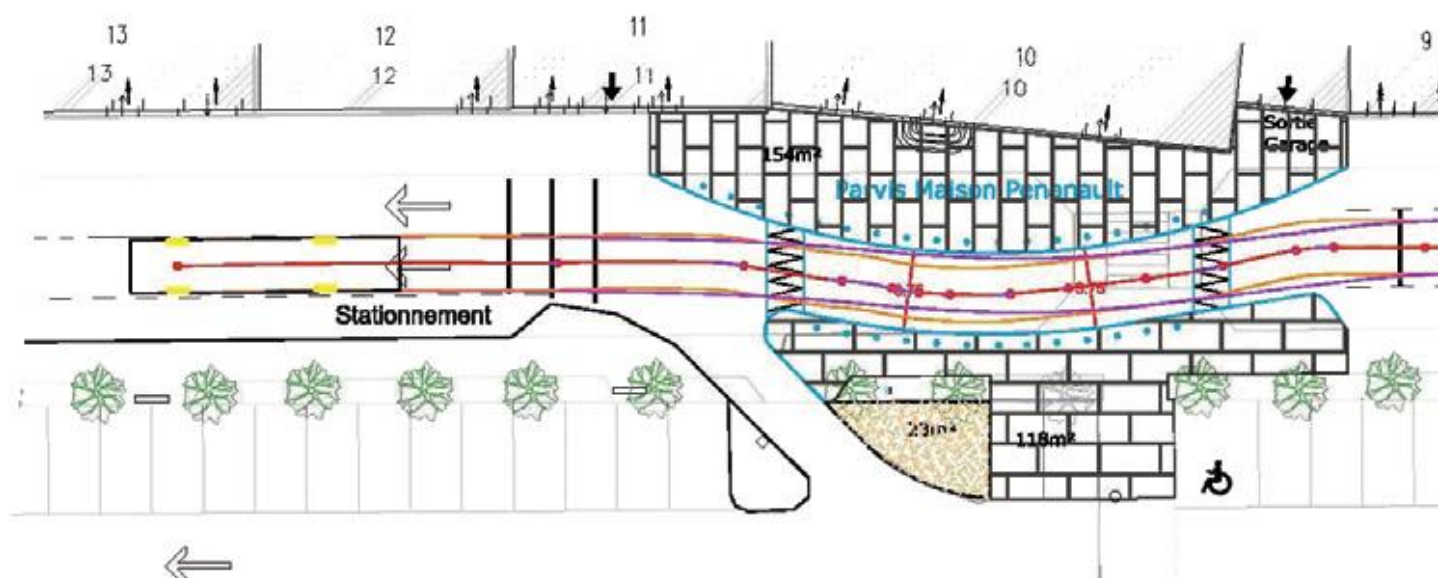 13
12
11
10
9
13
12
11
10
Sortie
Garage
154m²
Parvis Maison Penanault
Stationnement
23m²
118m²